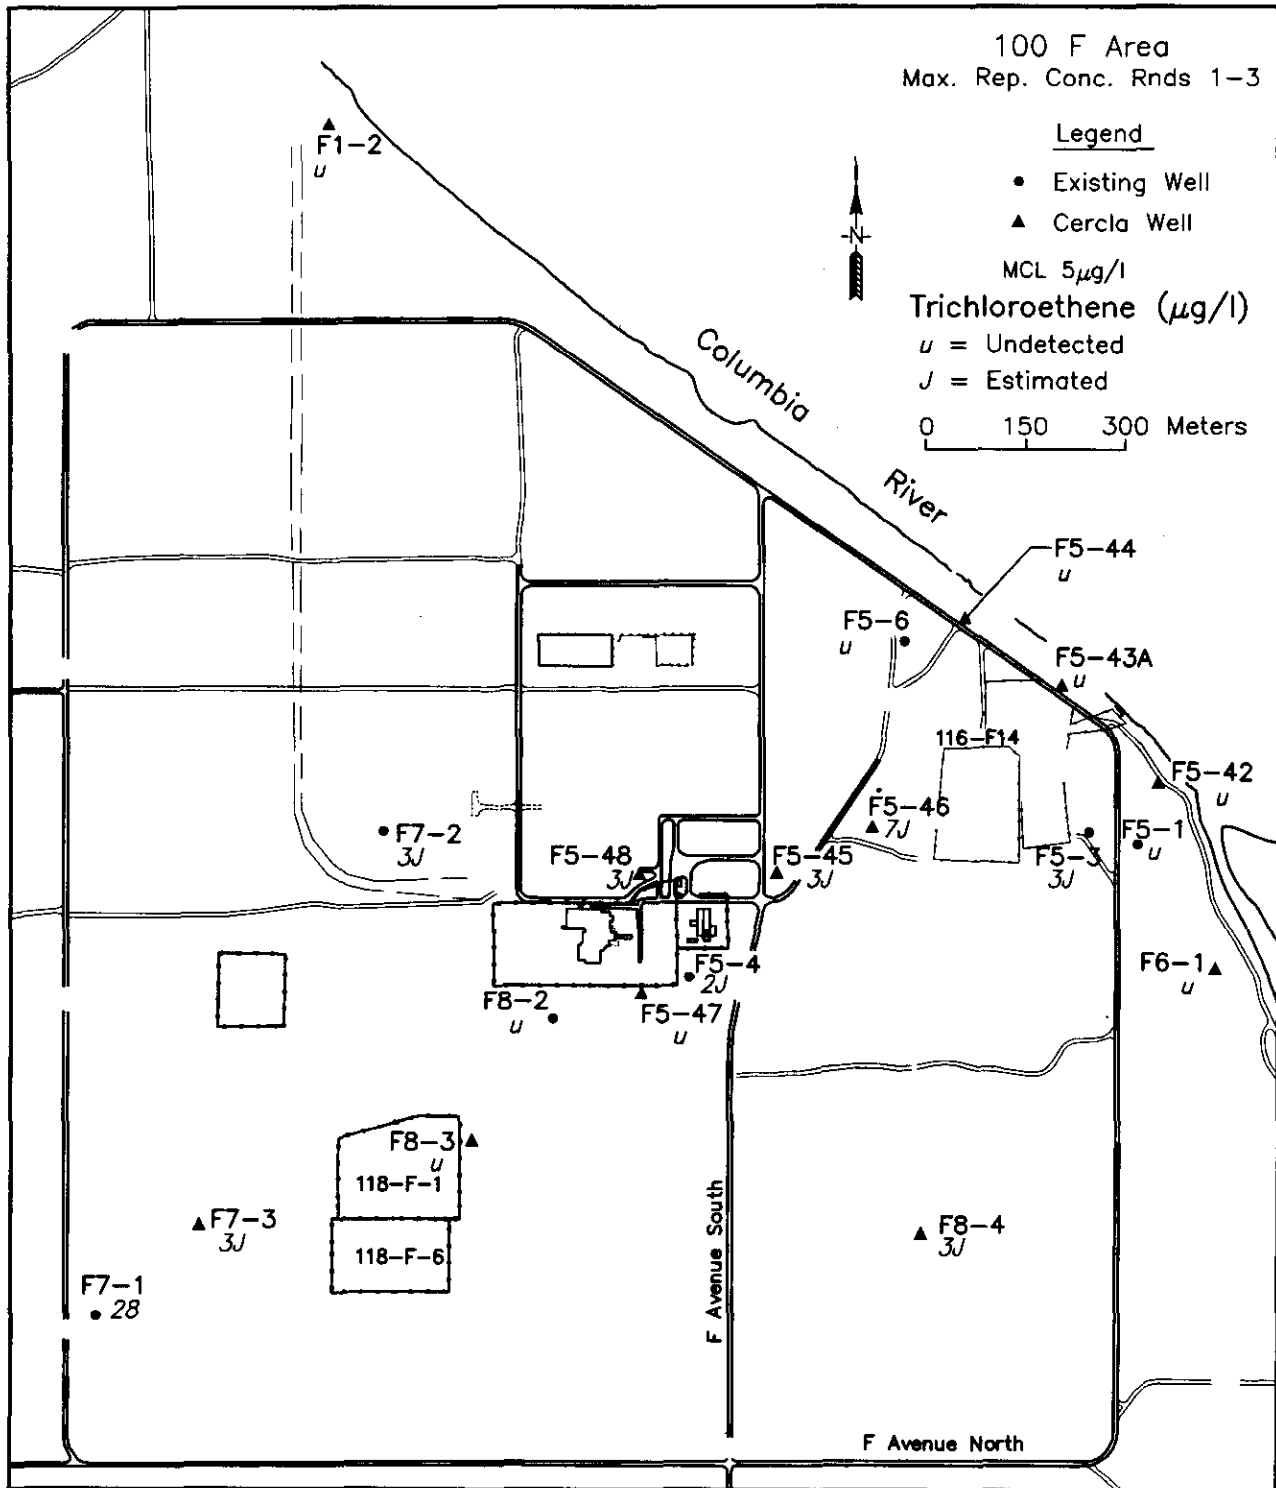 100 F Area
Max. Rep. Conc. Rnds 1-3
Legend
Existing Well
Cercla Well
MCL 5μg/l
Trichloroethene (μg/l)
u = Undetected
J = Estimated
0 150 300 Meters
N
F1-2
u
Columbia
River
F5-44
u
F5-6
u
F5-43A
u
116-F14
F5-42
u
F5-46
7J
F5-1
u
F5-3
3J
F7-2
3J
F5-48
3J
F5-45
3J
F5-4
2J
F6-1
u
F8-2
u
F5-47
u
F8-3
u
118-F-1
F7-3
3J
118-F-6
F Avenue South
F8-4
3J
F7-1
28
F Avenue North